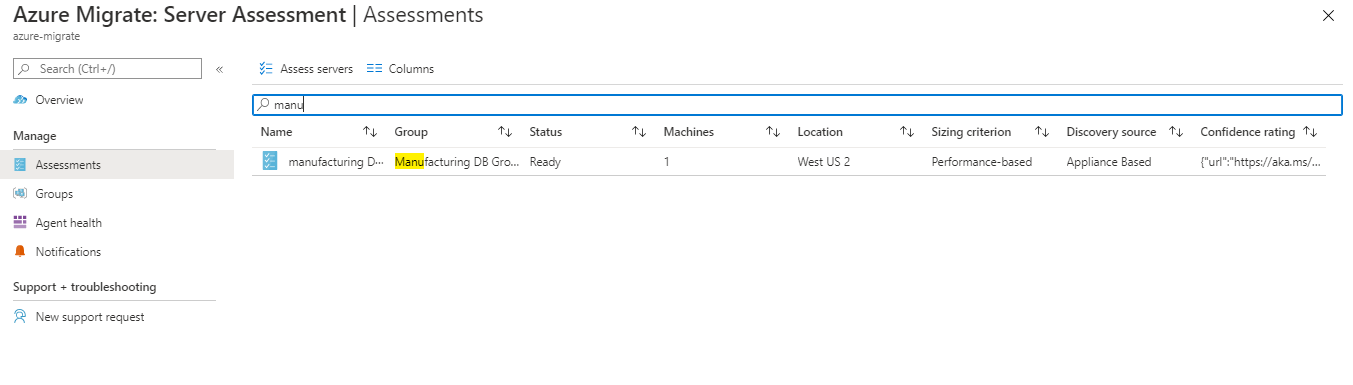 Azure Migrate: Server Assessment | Assessments
azure-migrate
Search (Ctrl+/)
«
Overview
Manage
Assessments
Groups
Agent health
Notifications
Support + troubleshooting
New support request
Assess servers
Columns
manu
Name Group Status Machines Location Sizing criterion Discovery source Confidence rating
manufacturing D... Manufacturing DB Gro... Ready 1 West US 2 Performance-based Appliance Based {"url":"https://aka.ms/...